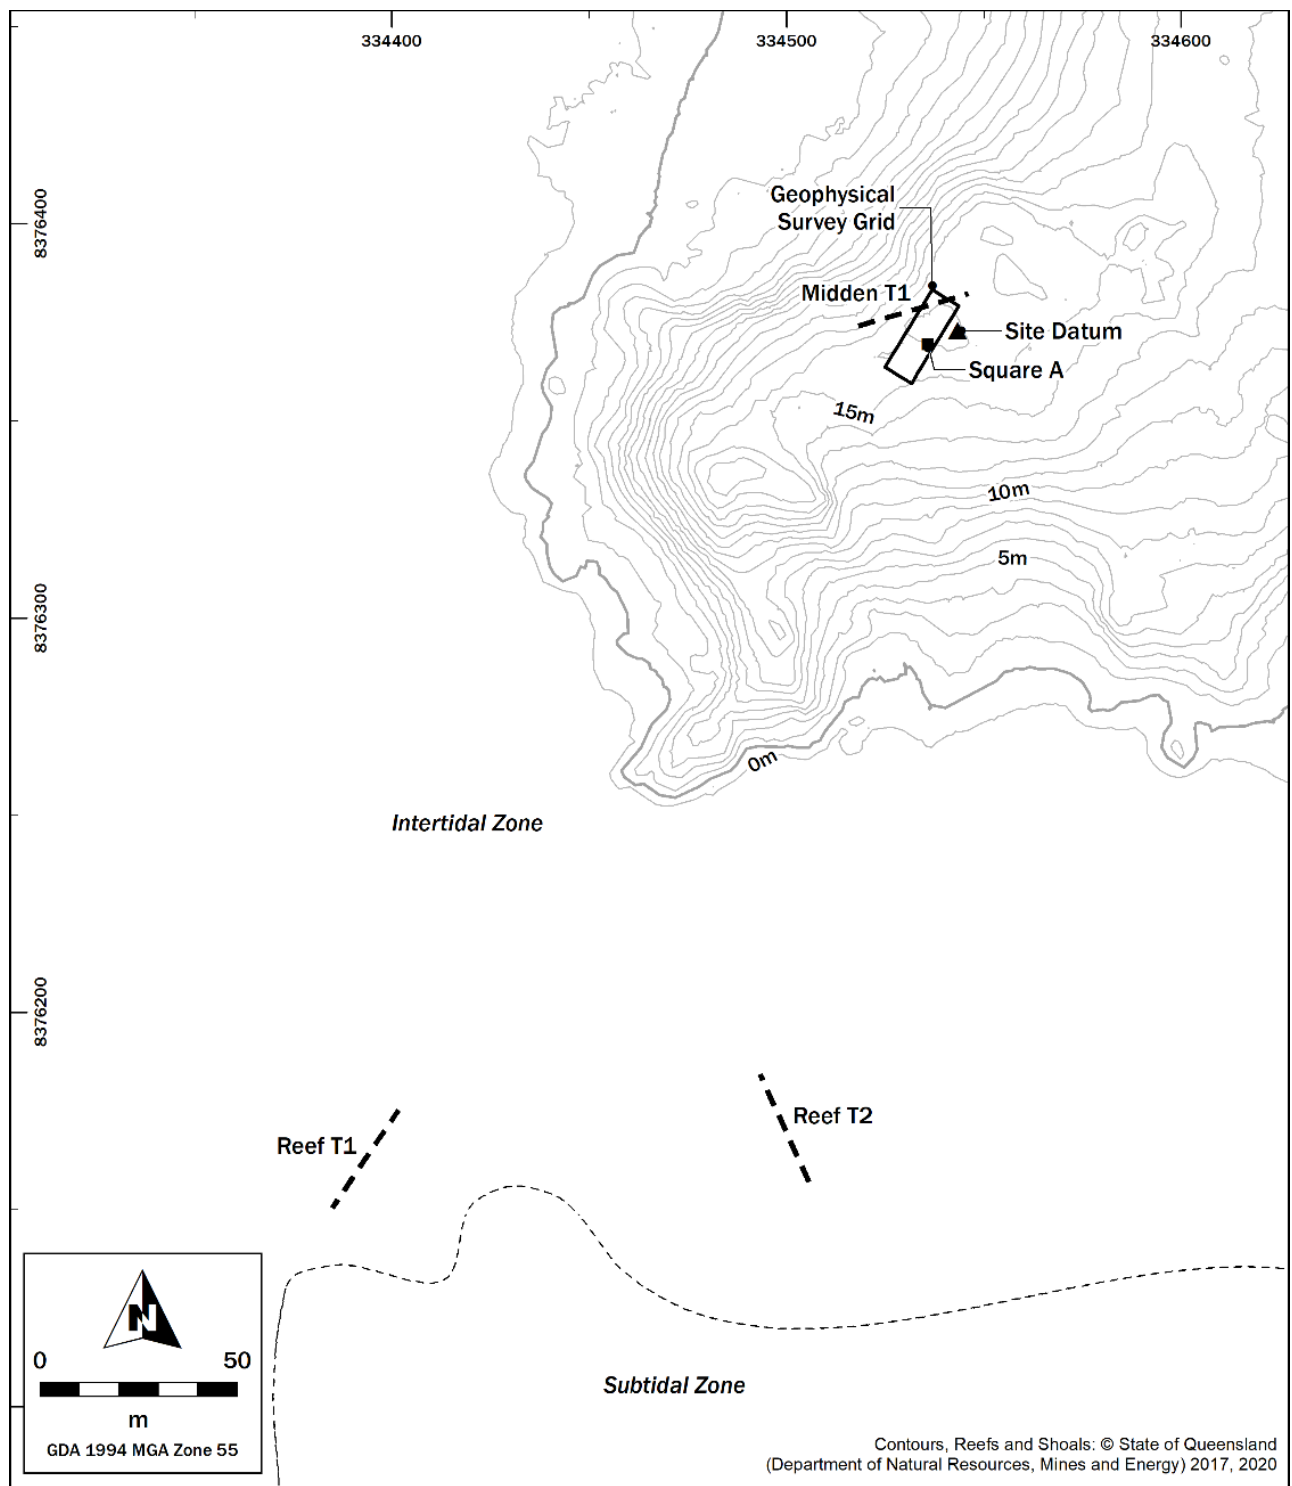 334400
334500
334600
8376400
Geophysical
Survey Grid
Midden T1
Site Datum
Square A
15m
10m
5m
8376300
0m
Intertidal Zone
8376200
Reef T1
Reef T2
N
0 50
m
GDA 1994 MGA Zone 55
Subtidal Zone
Contours, Reefs and Shoals: © State of Queensland
(Department of Natural Resources, Mines and Energy) 2017, 2020